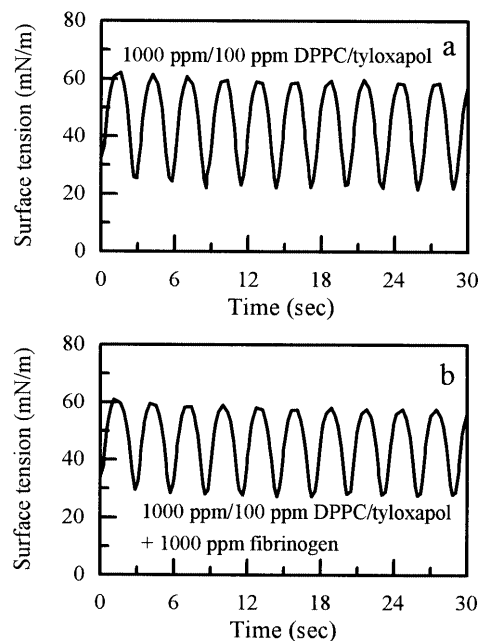 80
60
40
20
0
Surface tension (mN/m)
1000 ppm/100 ppm DPPC/tyloxapol
a
0 6 12 18 24 30
Time (sec)
80
60
40
20
0
Surface tension (mN/m)
b
1000 ppm/100 ppm DPPC/tyloxapol
+ 1000 ppm fibrinogen
0 6 12 18 24 30
Time (sec)